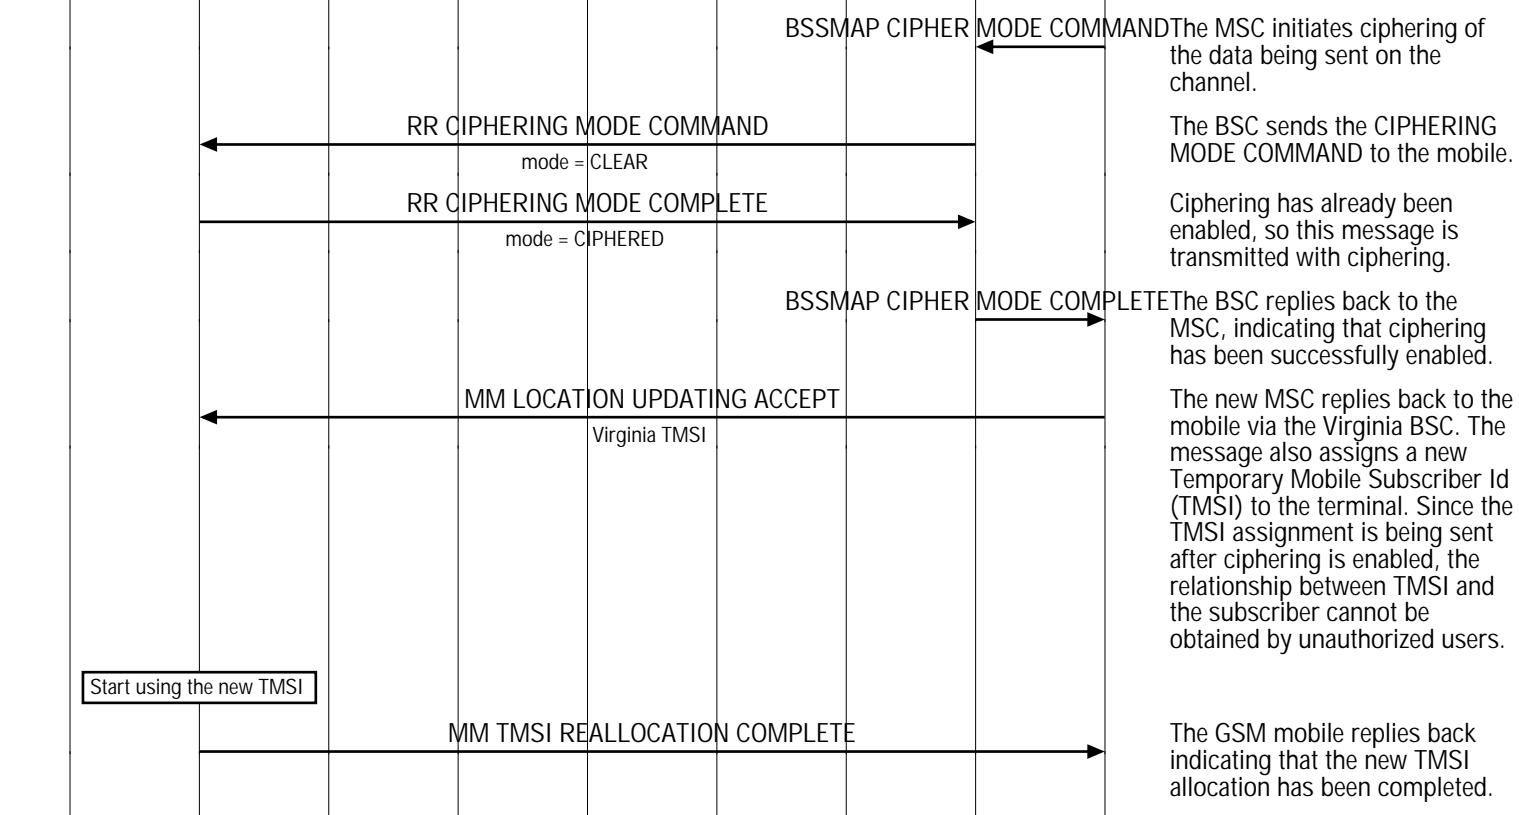 BSSMAP CIPHER MODE COMMAND
The MSC initiates ciphering of
the data being sent on the
channel.
RR CIPHERING MODE COMMAND
mode = CLEAR
The BSC sends the CIPHERING
MODE COMMAND to the mobile.
RR CIPHERING MODE COMPLETE
mode = CIPHERED
Ciphering has already been
enabled, so this message is
transmitted with ciphering.
BSSMAP CIPHER MODE COMPLETE
The BSC replies back to the
MSC, indicating that ciphering
has been successfully enabled.
MM LOCATION UPDATING ACCEPT
Virginia TMSI
The new MSC replies back to the
mobile via the Virginia BSC. The
message also assigns a new
Temporary Mobile Subscriber Id
(TMSI) to the terminal. Since the
TMSI assignment is being sent
after ciphering is enabled, the
relationship between TMSI and
the subscriber cannot be
obtained by unauthorized users.
Start using the new TMSI
MM TMSI REALLOCATION COMPLETE
The GSM mobile replies back
indicating that the new TMSI
allocation has been completed.